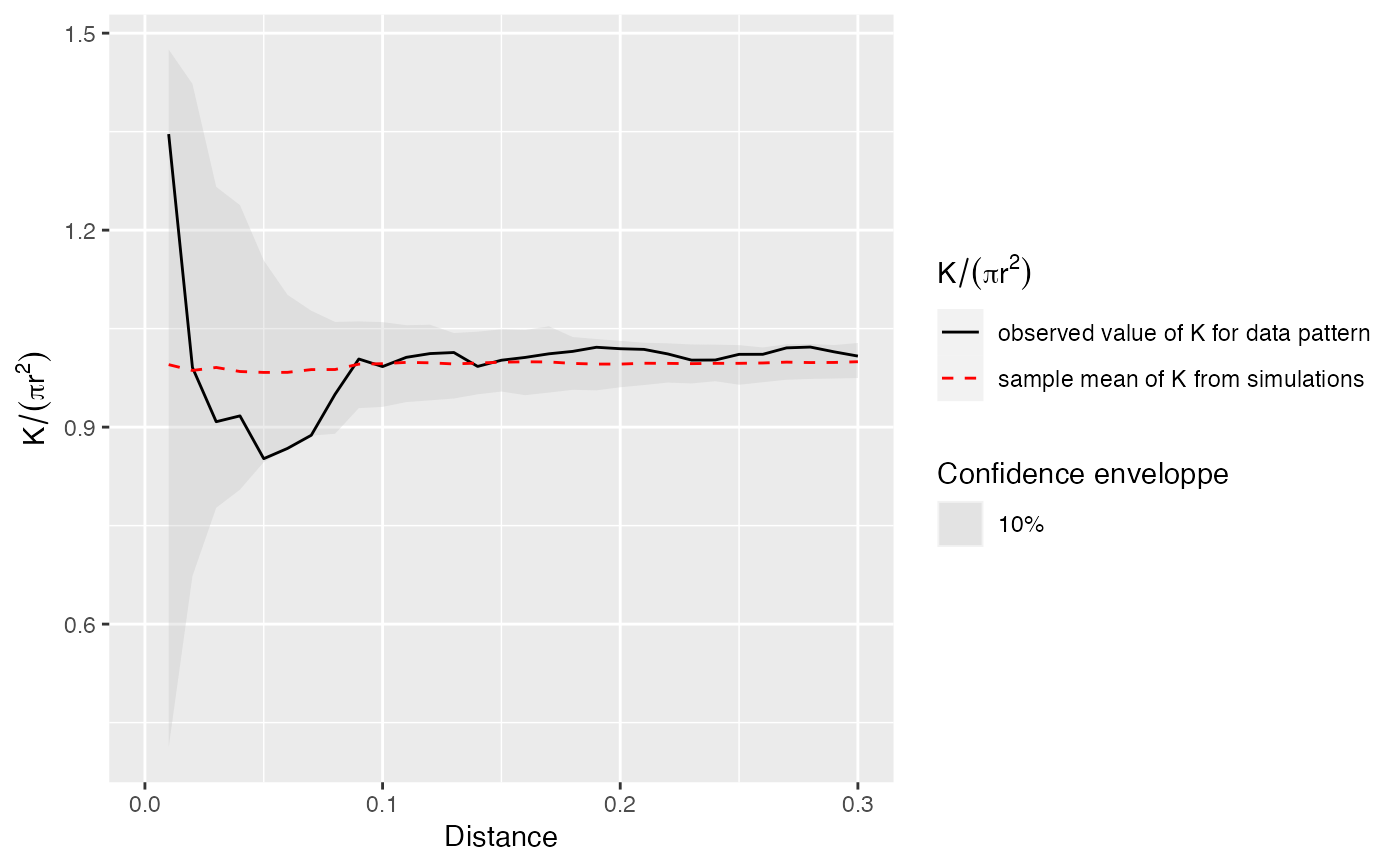 1.5
1.2
0.9
0.6
K/(πr²)
0.0
0.1
0.2
0.3
Distance
K/(πr²)
observed value of K for data pattern
sample mean of K from simulations
Confidence enveloppe
10%